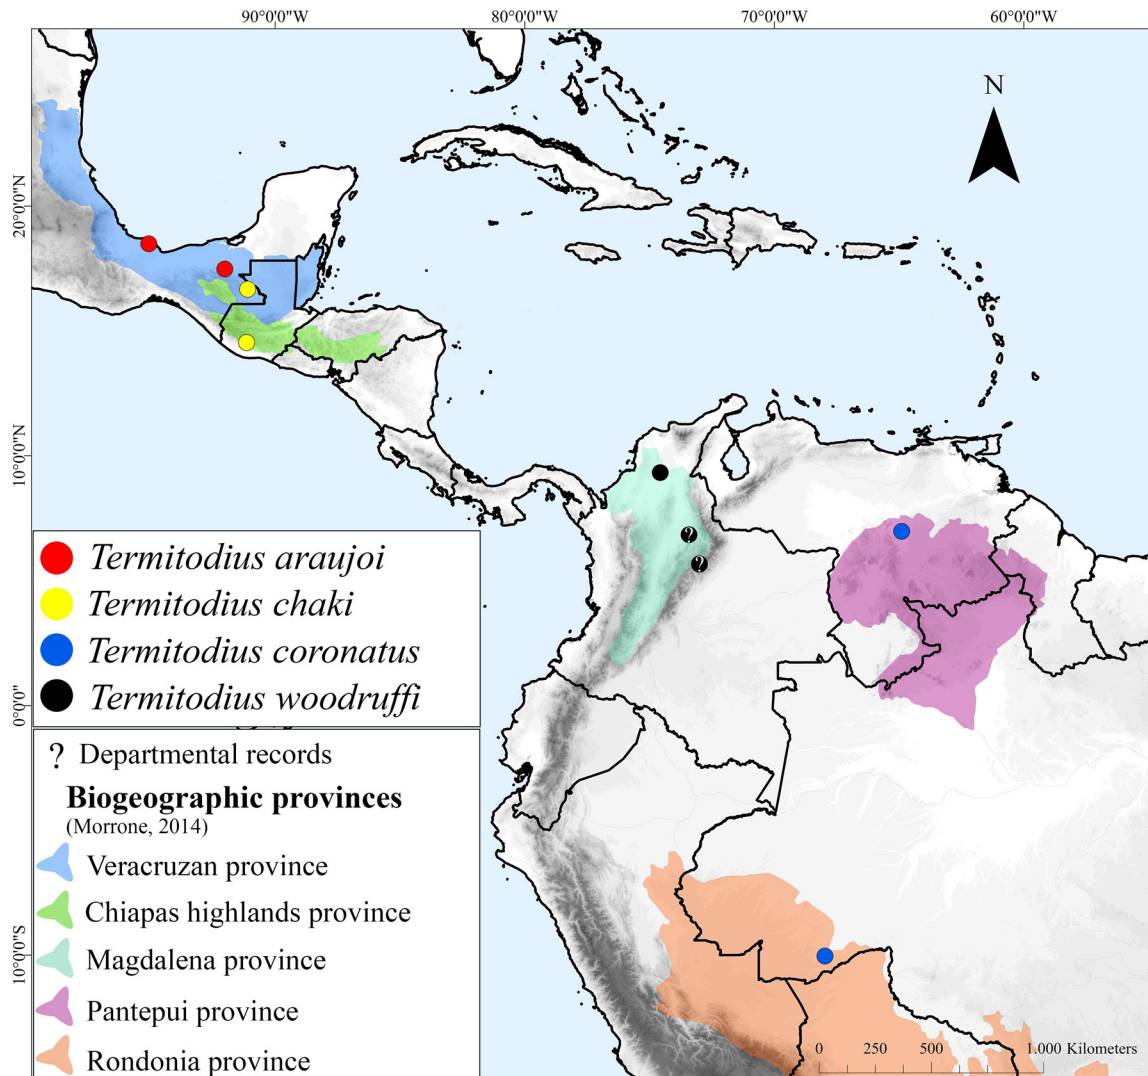 90°0'0"W 80°0'0"W 70°0'0"W 60°0'0"W
N
20°0'0"N
10°0'0"N
0°0'0"
10°0'0"S
? 
?
Termitodius araujoi
Termitodius chaki
Termitodius coronatus
Termitodius woodruffi
? Departmental records
Biogeographic provinces
(Morrone, 2014)
Veracruzan province
Chiapas highlands province
Magdalena province
Pantepui province
Rondonia province
0 250 500 1.000 Kilometers